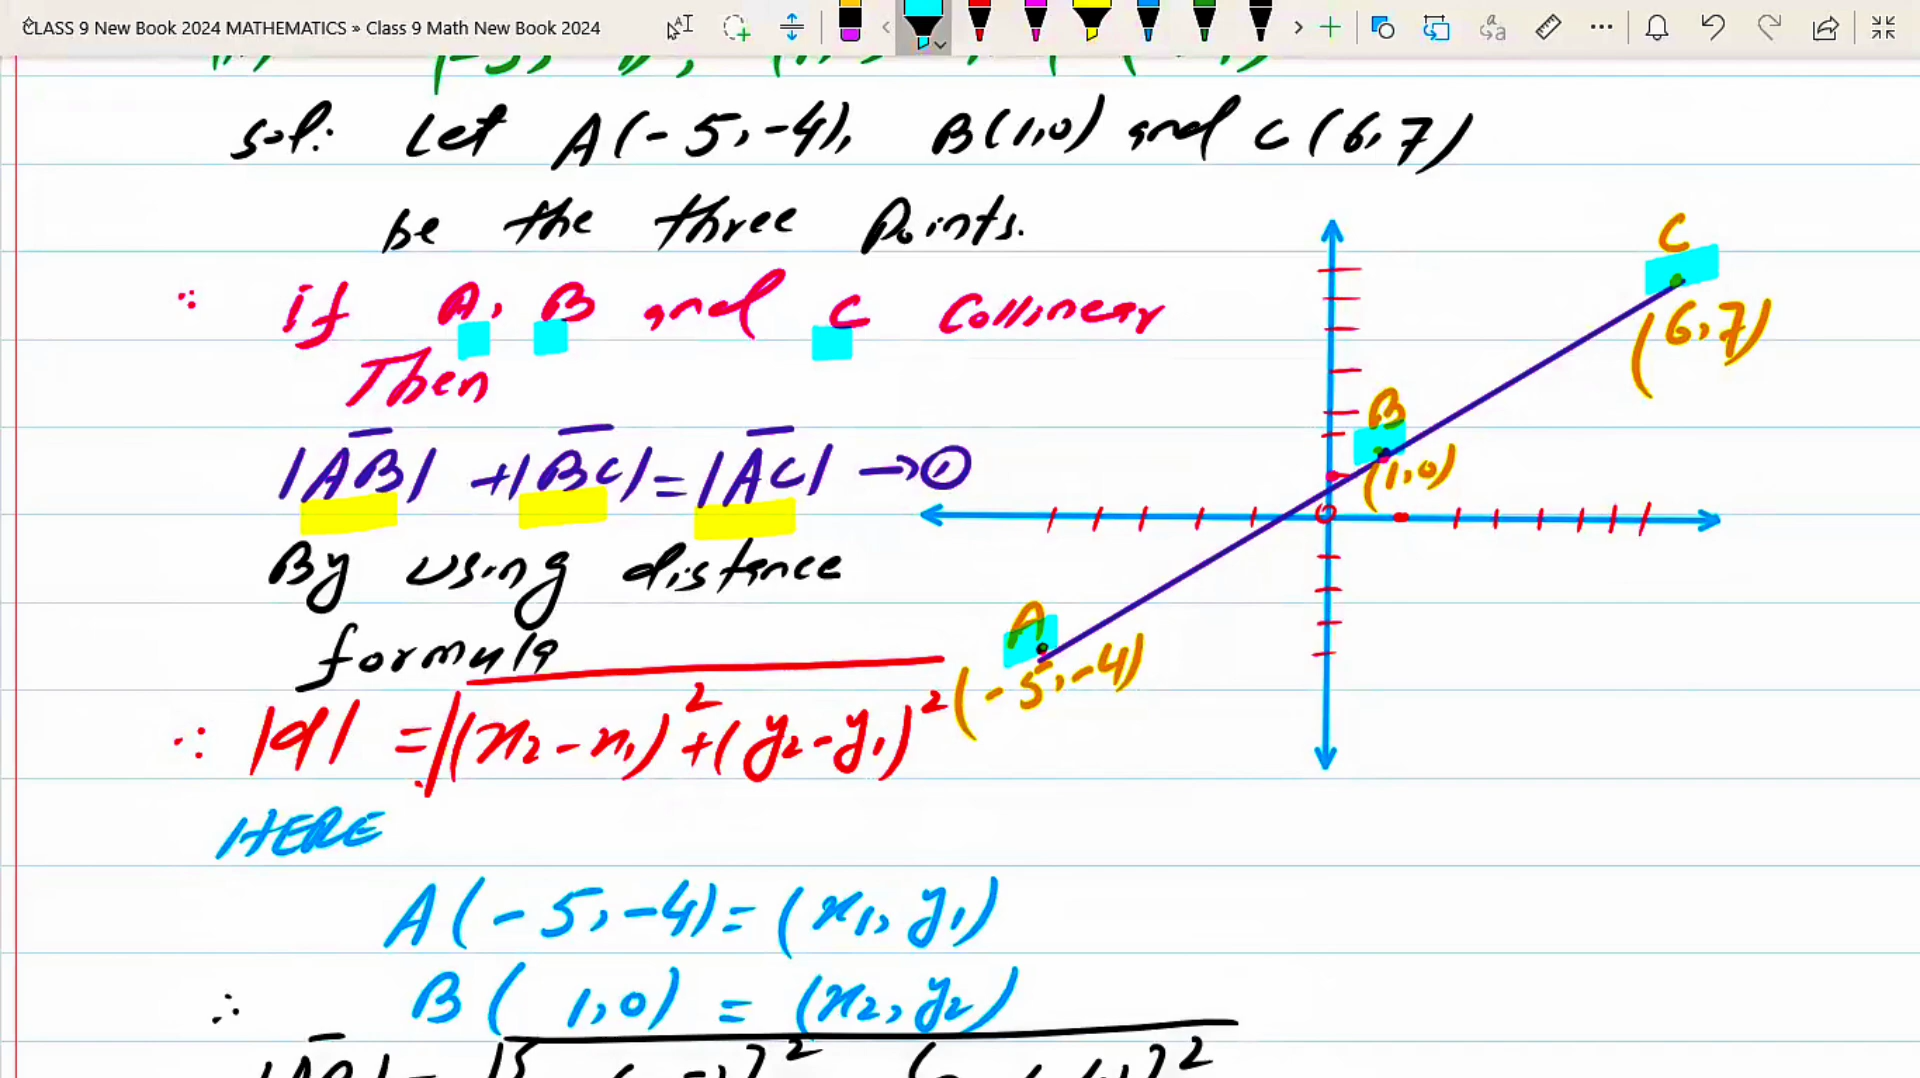 CLASS 9 New Book 2024 MATHEMATICS » Class 9 Math New Book 2024
sol: Let A(-5,-4), B(1,0) and C(6,7)
be the three Points.
∵ if A, B and C Collinear
Then
|AB| + |BC| = |AC| → ①
By using distance
formula
∴ |d| = √(x₂-x₁)² + (y₂-y₁)²
HERE
A(-5,-4) = (x₁, y₁)
∴ B(1,0) = (x₂, y₂)
C
(6,7)
B
(1,0)
O
A
(-5,-4)